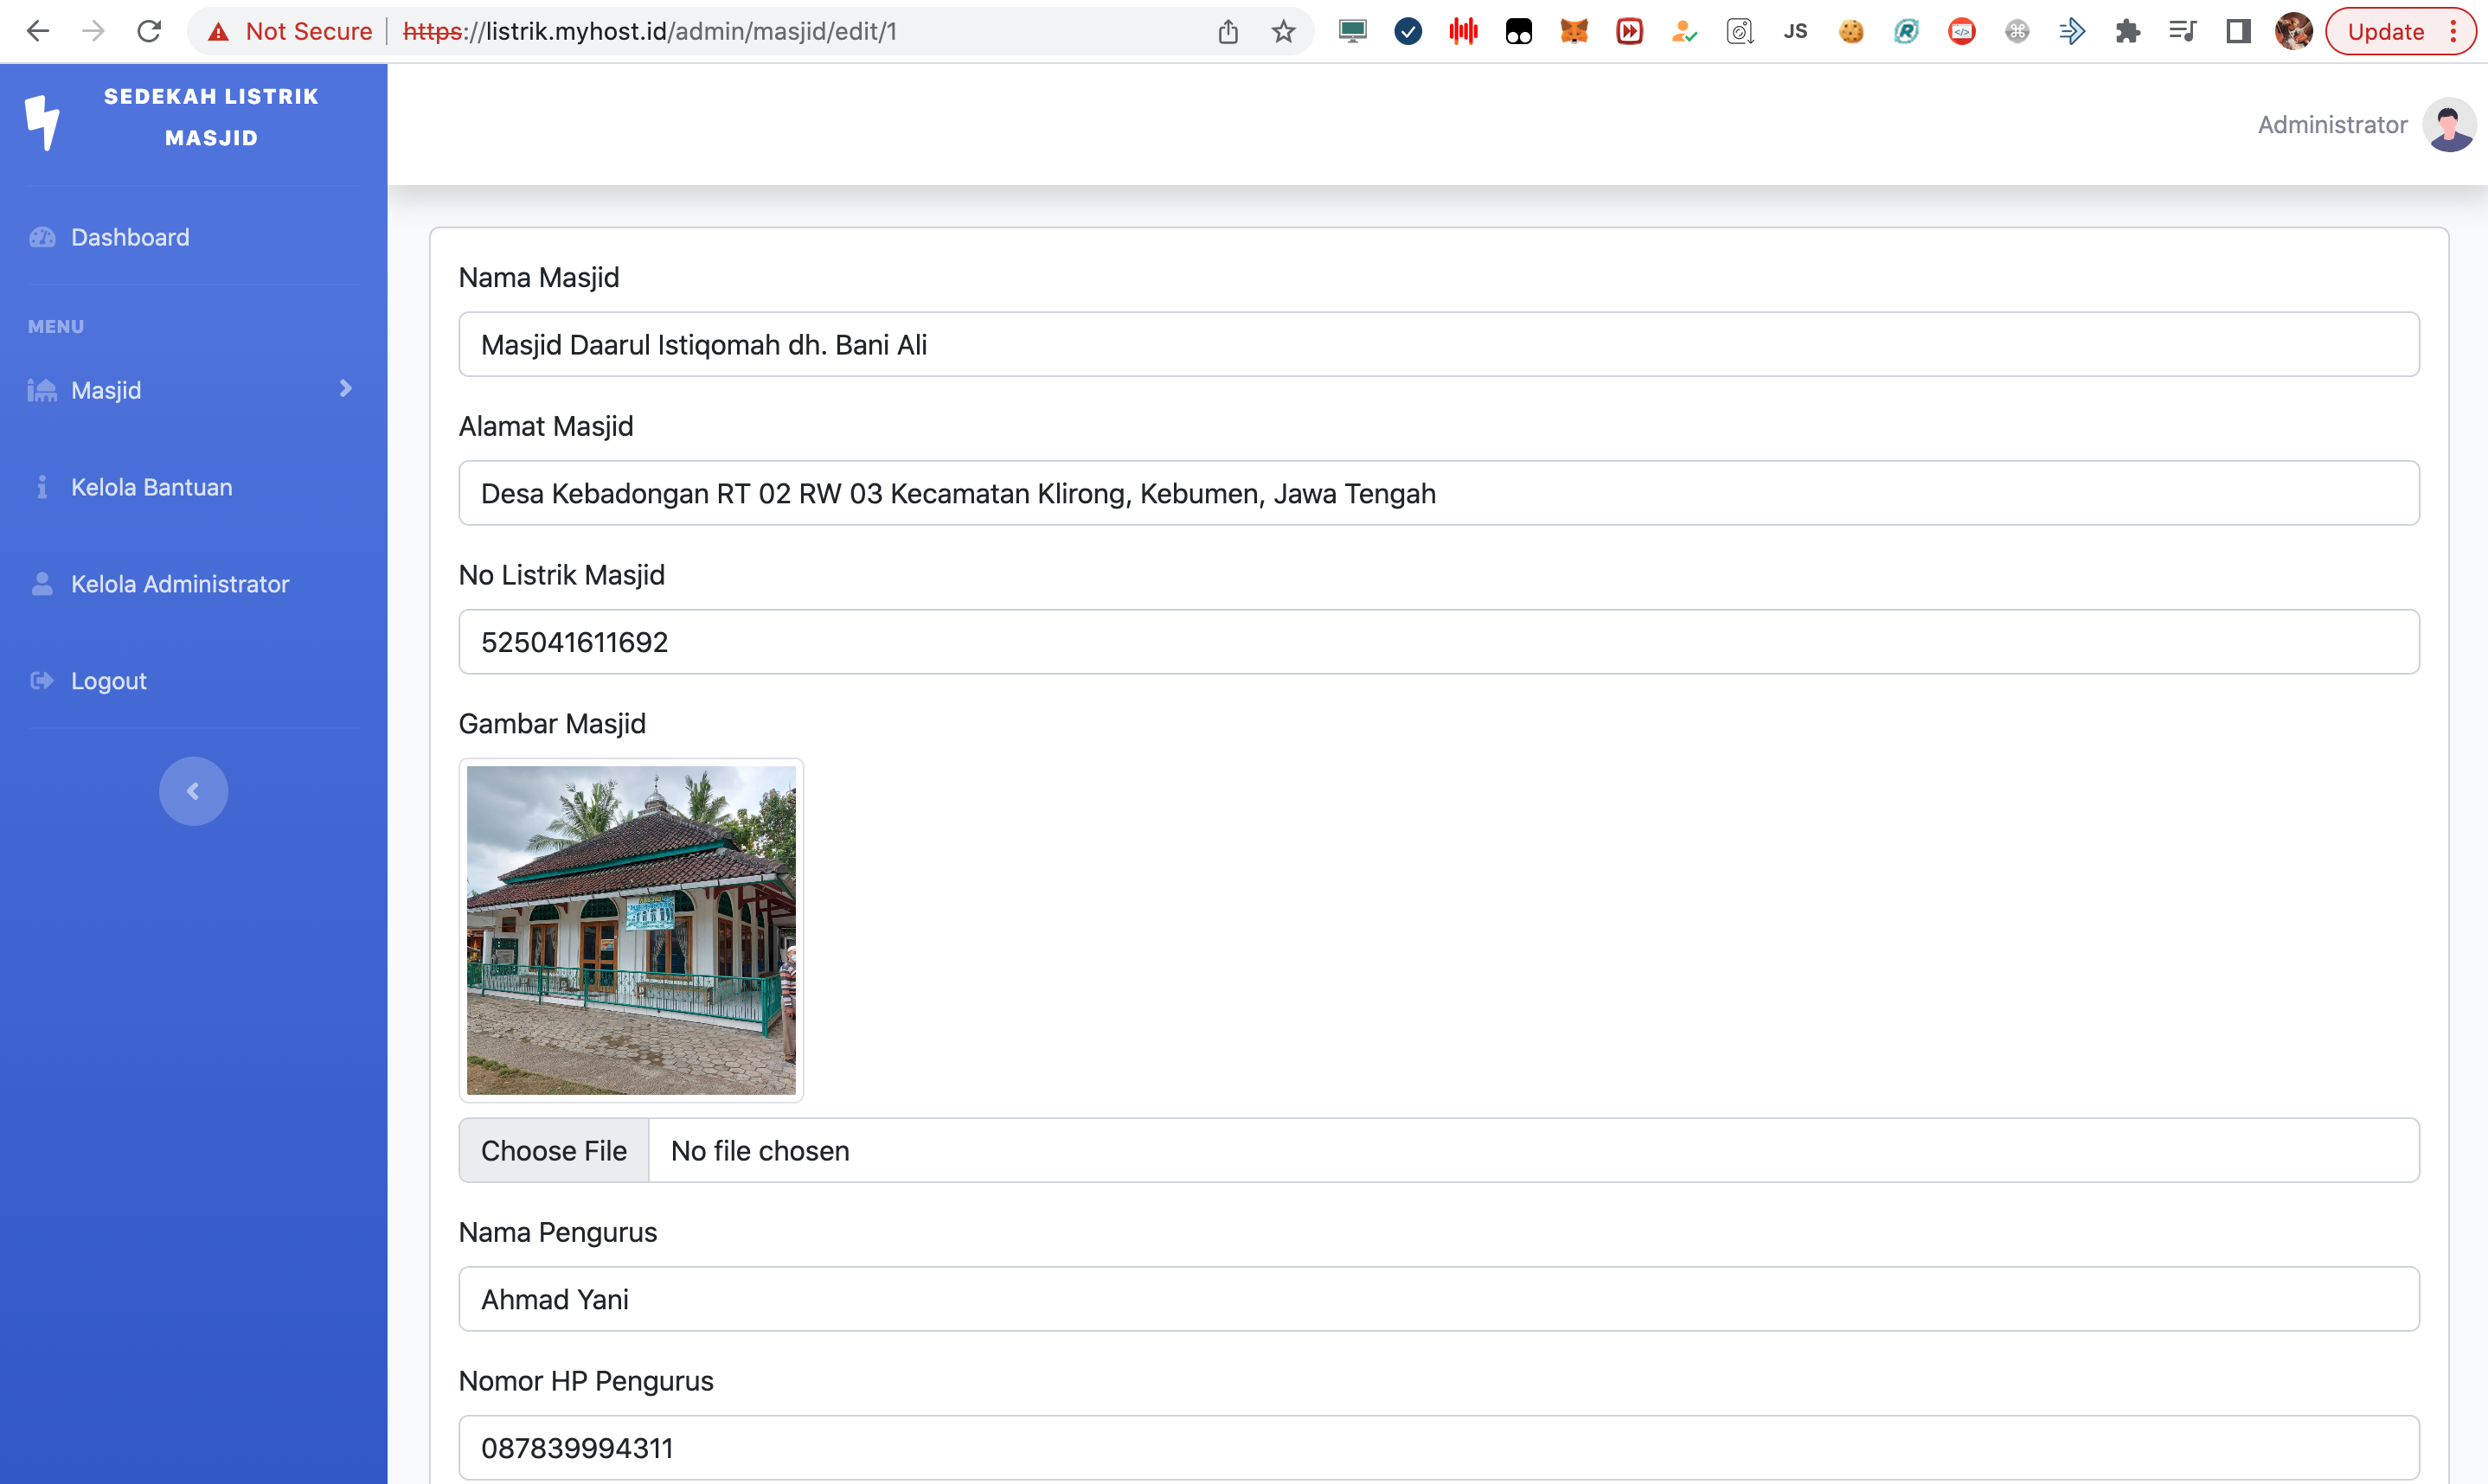 Not Secure
https://listrik.myhost.id/admin/masjid/edit/1
JS
Update
SEDEKAH LISTRIK
MASJID
Administrator
Dashboard
MENU
Masjid
Kelola Bantuan
Kelola Administrator
Logout
Nama Masjid
Masjid Daarul Istiqomah dh. Bani Ali
Alamat Masjid
Desa Kebadongan RT 02 RW 03 Kecamatan Klirong, Kebumen, Jawa Tengah
No Listrik Masjid
525041611692
Gambar Masjid
Choose File
No file chosen
Nama Pengurus
Ahmad Yani
Nomor HP Pengurus
087839994311